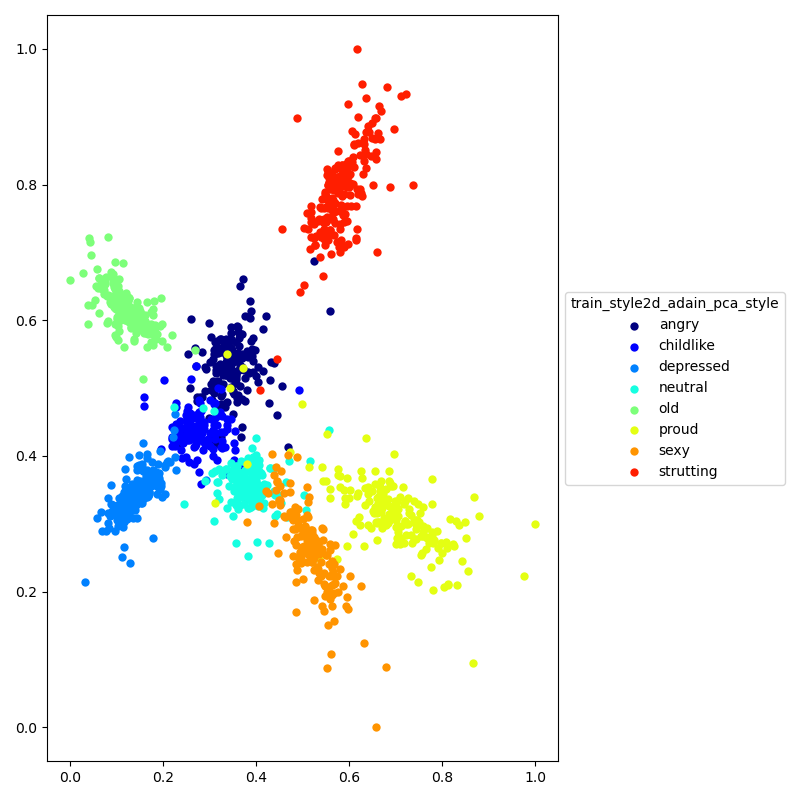 1.0
0.8
0.6
0.4
0.2
0.0
0.0 0.2 0.4 0.6 0.8 1.0
train_style2d_adain_pca_style
angry
childlike
depressed
neutral
old
proud
sexy
strutting